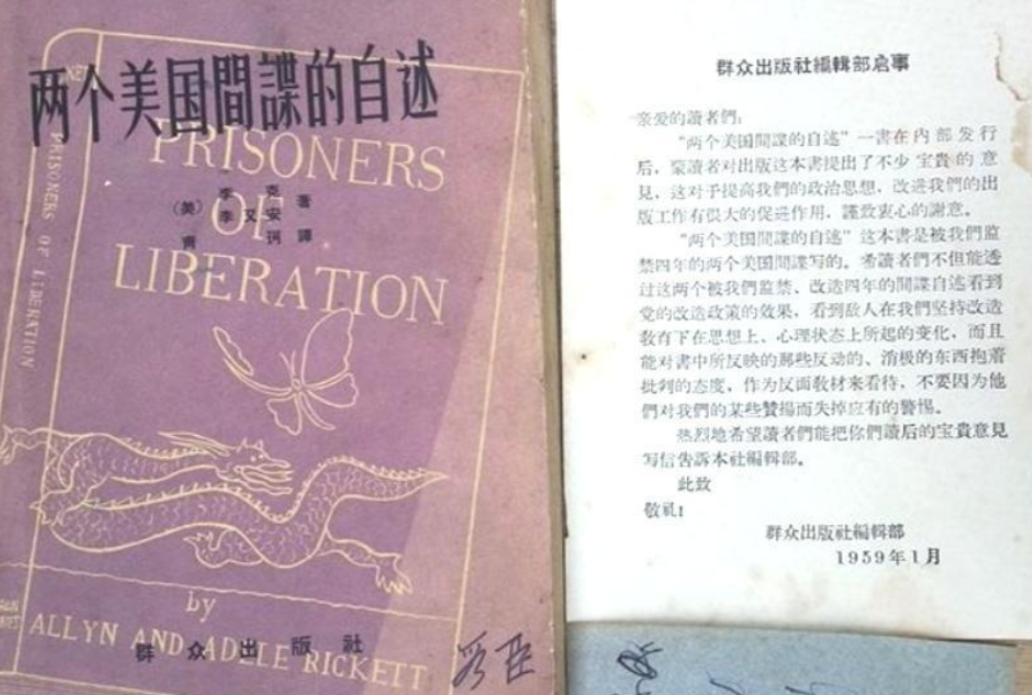 两个美国間諜的自述
PRISONERS
OF
LIBERATION
李克
(美) 李又安 著
青珂譯
PRISONERS OF LIBERATION
by
ALLYN AND ADELE RICKETT
群众出版社
群众出版社編輯部启事
亲爱的讀者們:
“两个美国間諜的自述”一書在内部发行
后,蒙讀者对出版这本書提出了不少宝貴的意
見,这对于提高我們的政治思想,改进我們的出
版工作有很大的促进作用,謹致衷心的謝意。
“两个美国間諜的自述”这本書是被我們监
禁四年的两个美国間諜写的。希讀者們不但能透
过这两个被我們监禁、改造四年的間諜自述看到
党的改造政策的效果,看到敌人在我們坚持改造
敎育下在思想上、心理状态上所起的变化,而且
能对書中所反映的那些反动的、消极的东西抱着
批判的态度,作为反面敎材来看待,不要因为他
們对我們的某些贊揚而失掉应有的警惕。
热烈地希望讀者們能把你們讀后的宝貴意見
写信告訴本社編輯部。
此致
敬礼!
群众出版社編輯部
1959年1月